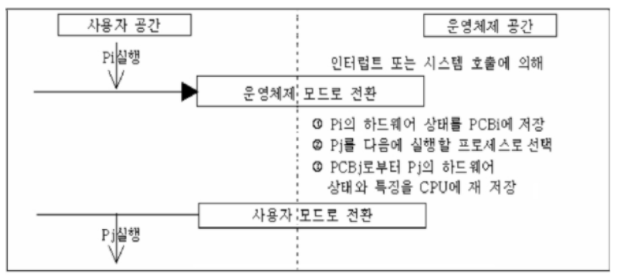 사용자 공간
운영체제 공간
Pi실행
인터럽트 또는 시스템 호출에 의해
운영체제 모드로 전환
① Pi의 하드웨어 상태를 PCBi에 저장
② Pj를 다음에 실행할 프로세스로 선택
③ PCBj로부터 Pj의 하드웨어
상태와 특징을 CPU에 재 저장
사용자 모드로 전환
Pj실행